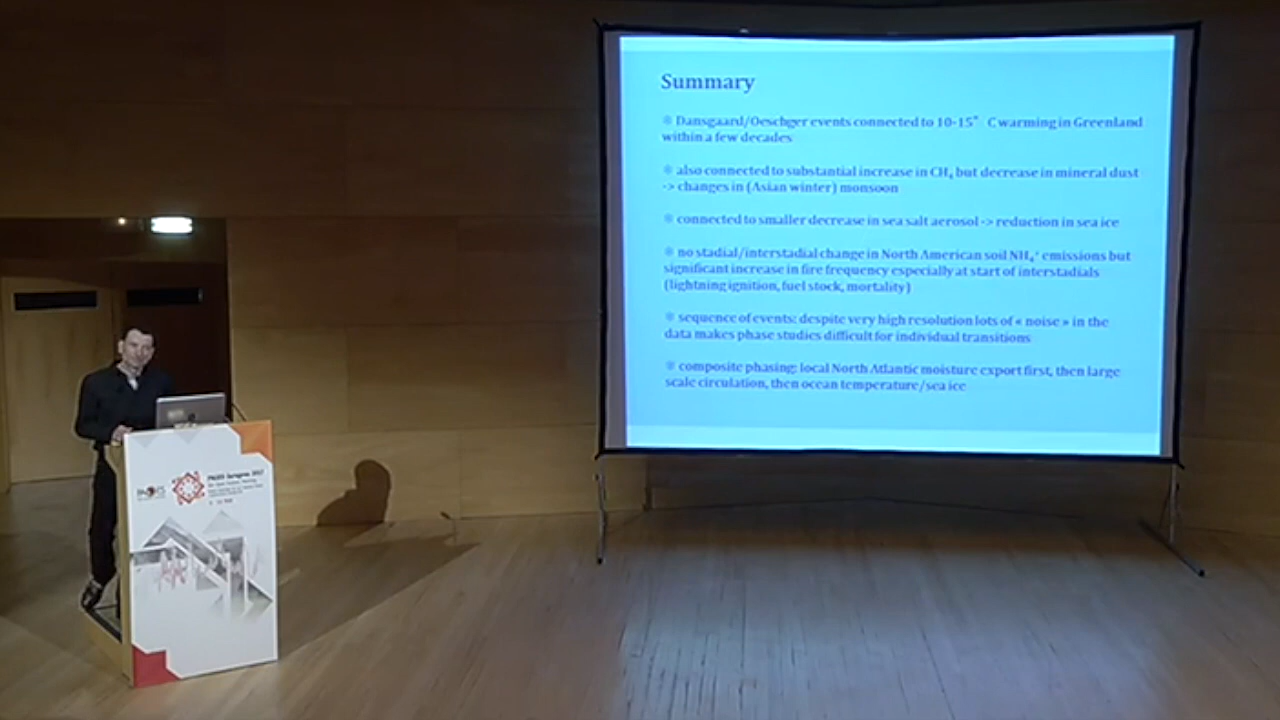 Summary
Dansgaard/Oeschger events connected to 10-15° C warming in Greenland
within a few decades
also connected to substantial increase in CH₄ but decrease in mineral dust
-> changes in (Asian winter) monsoon
connected to smaller decrease in sea salt aerosol -> reduction in sea ice
no stadial/interstadial change in North American soil NH₄⁺ emissions but
significant increase in fire frequency especially at start of interstadials
(lightning ignition, fuel stock, mortality)
sequence of events: despite very high resolution lots of « noise » in the
data makes phase studies difficult for individual transitions
composite phasing: local North Atlantic moisture export first, then large
scale circulation, then ocean temperature/sea ice
PAGES
PAGES Zaragoza 2017